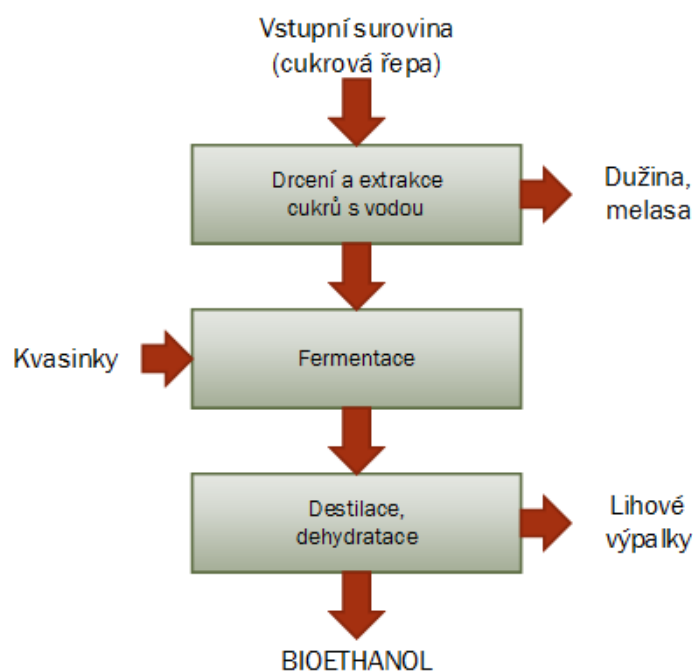 Vstupní surovina
(cukrová řepa)
Drcení a extrakce
cukrů s vodou
Dužina,
melasa
Kvasinky
Fermentace
Destilace,
dehydratace
Lihové
výpalky
BIOETHANOL